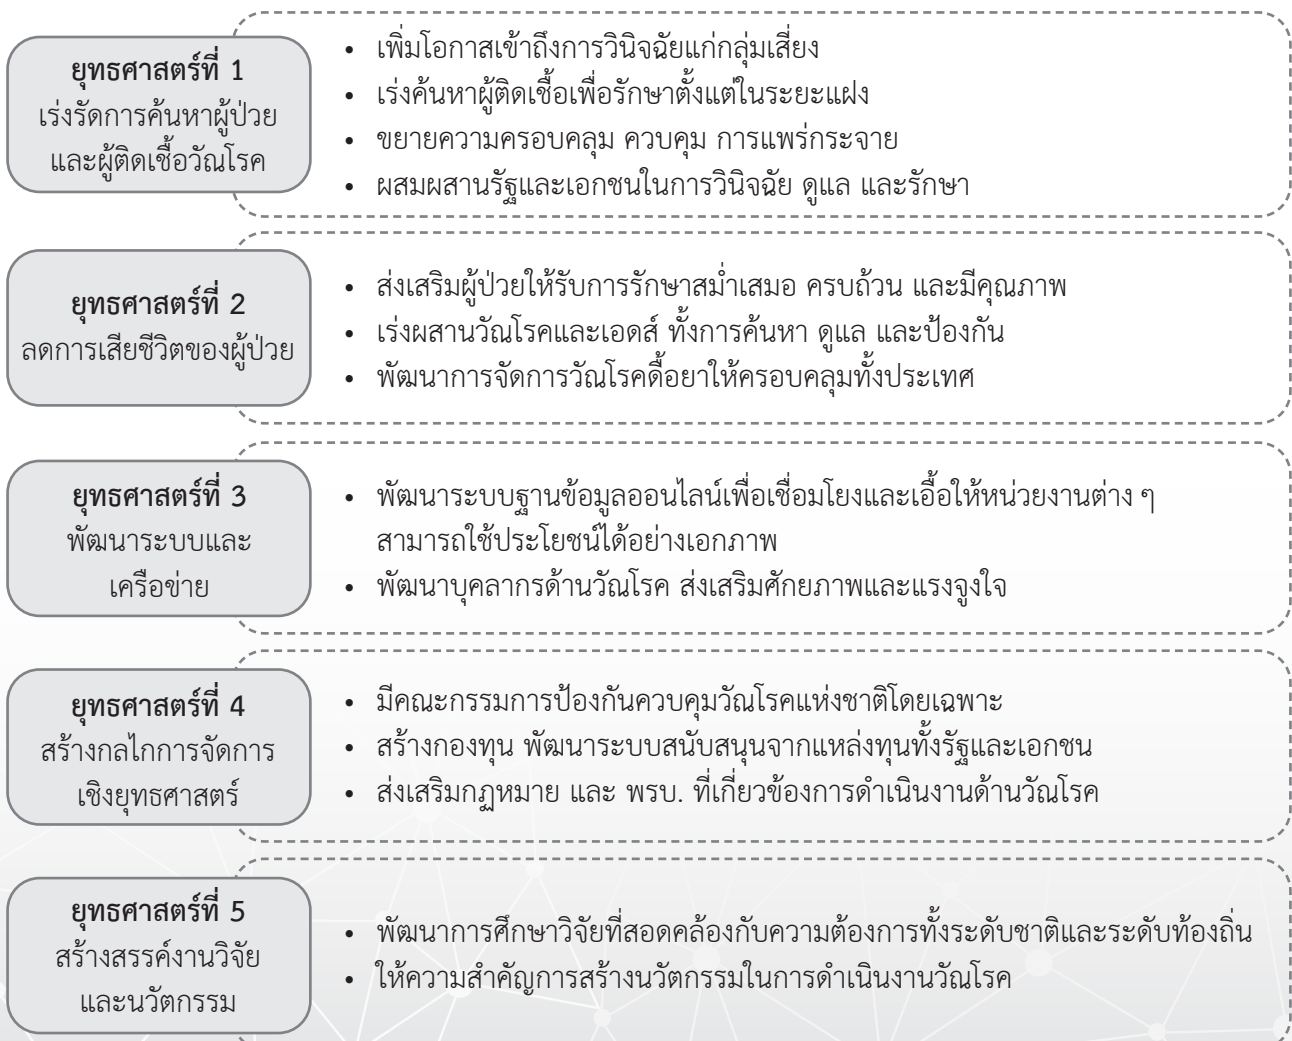 ยุทธศาสตร์ที่ 1
เร่งรัดการค้นหาผู้ป่วย
และผู้ติดเชื้อวัณโรค
• เพิ่มโอกาสเข้าถึงการวินิจฉัยแก่กลุ่มเสี่ยง
• เร่งค้นหาผู้ติดเชื้อเพื่อรักษาตั้งแต่ในระยะแฝง
• ขยายความครอบคลุม ควบคุม การแพร่กระจาย
• ผสมผสานรัฐและเอกชนในการวินิจฉัย ดูแล และรักษา
ยุทธศาสตร์ที่ 2
ลดการเสียชีวิตของผู้ป่วย
• ส่งเสริมผู้ป่วยให้รับการรักษาสม่ำเสมอ ครบถ้วน และมีคุณภาพ
• เร่งผสานวัณโรคและเอดส์ ทั้งการค้นหา ดูแล และป้องกัน
• พัฒนาการจัดการวัณโรคดื้อยาให้ครอบคลุมทั้งประเทศ
ยุทธศาสตร์ที่ 3
พัฒนาระบบและ
เครือข่าย
• พัฒนาระบบฐานข้อมูลออนไลน์เพื่อเชื่อมโยงและเอื้อให้หน่วยงานต่าง ๆ
สามารถใช้ประโยชน์ได้อย่างเอกภาพ
• พัฒนาบุคลากรด้านวัณโรค ส่งเสริมศักยภาพและแรงจูงใจ
ยุทธศาสตร์ที่ 4
สร้างกลไกการจัดการ
เชิงยุทธศาสตร์
• มีคณะกรรมการป้องกันควบคุมวัณโรคแห่งชาติโดยเฉพาะ
• สร้างกองทุน พัฒนาระบบสนับสนุนจากแหล่งทุนทั้งรัฐและเอกชน
• ส่งเสริมกฎหมาย และ พรบ. ที่เกี่ยวข้องการดำเนินงานด้านวัณโรค
ยุทธศาสตร์ที่ 5
สร้างสรรค์งานวิจัย
และนวัตกรรม
• พัฒนาการศึกษาวิจัยที่สอดคล้องกับความต้องการทั้งระดับชาติและระดับท้องถิ่น
• ให้ความสำคัญการสร้างนวัตกรรมในการดำเนินงานวัณโรค